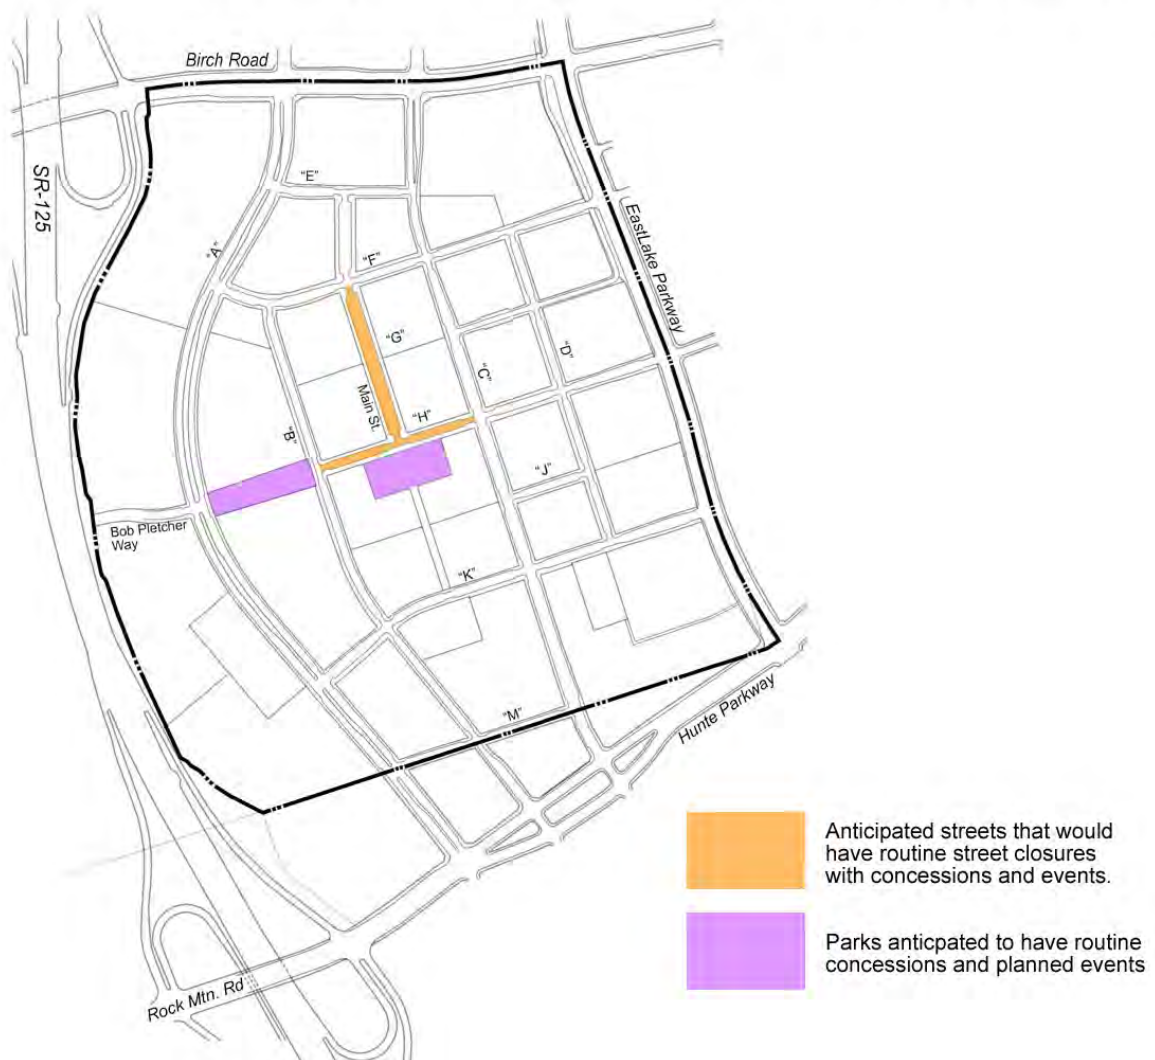 Birch Road
SR-125
"E"
"A"
"F"
EastLake Parkway
"G"
"D"
"C"
Main St.
"H"
"B"
"J"
Bob Pletcher
Way
"K"
"M"
Hunte Parkway
Rock Mtn. Rd
Anticipated streets that would
have routine street closures
with concessions and events.
Parks anticpated to have routine
concessions and planned events